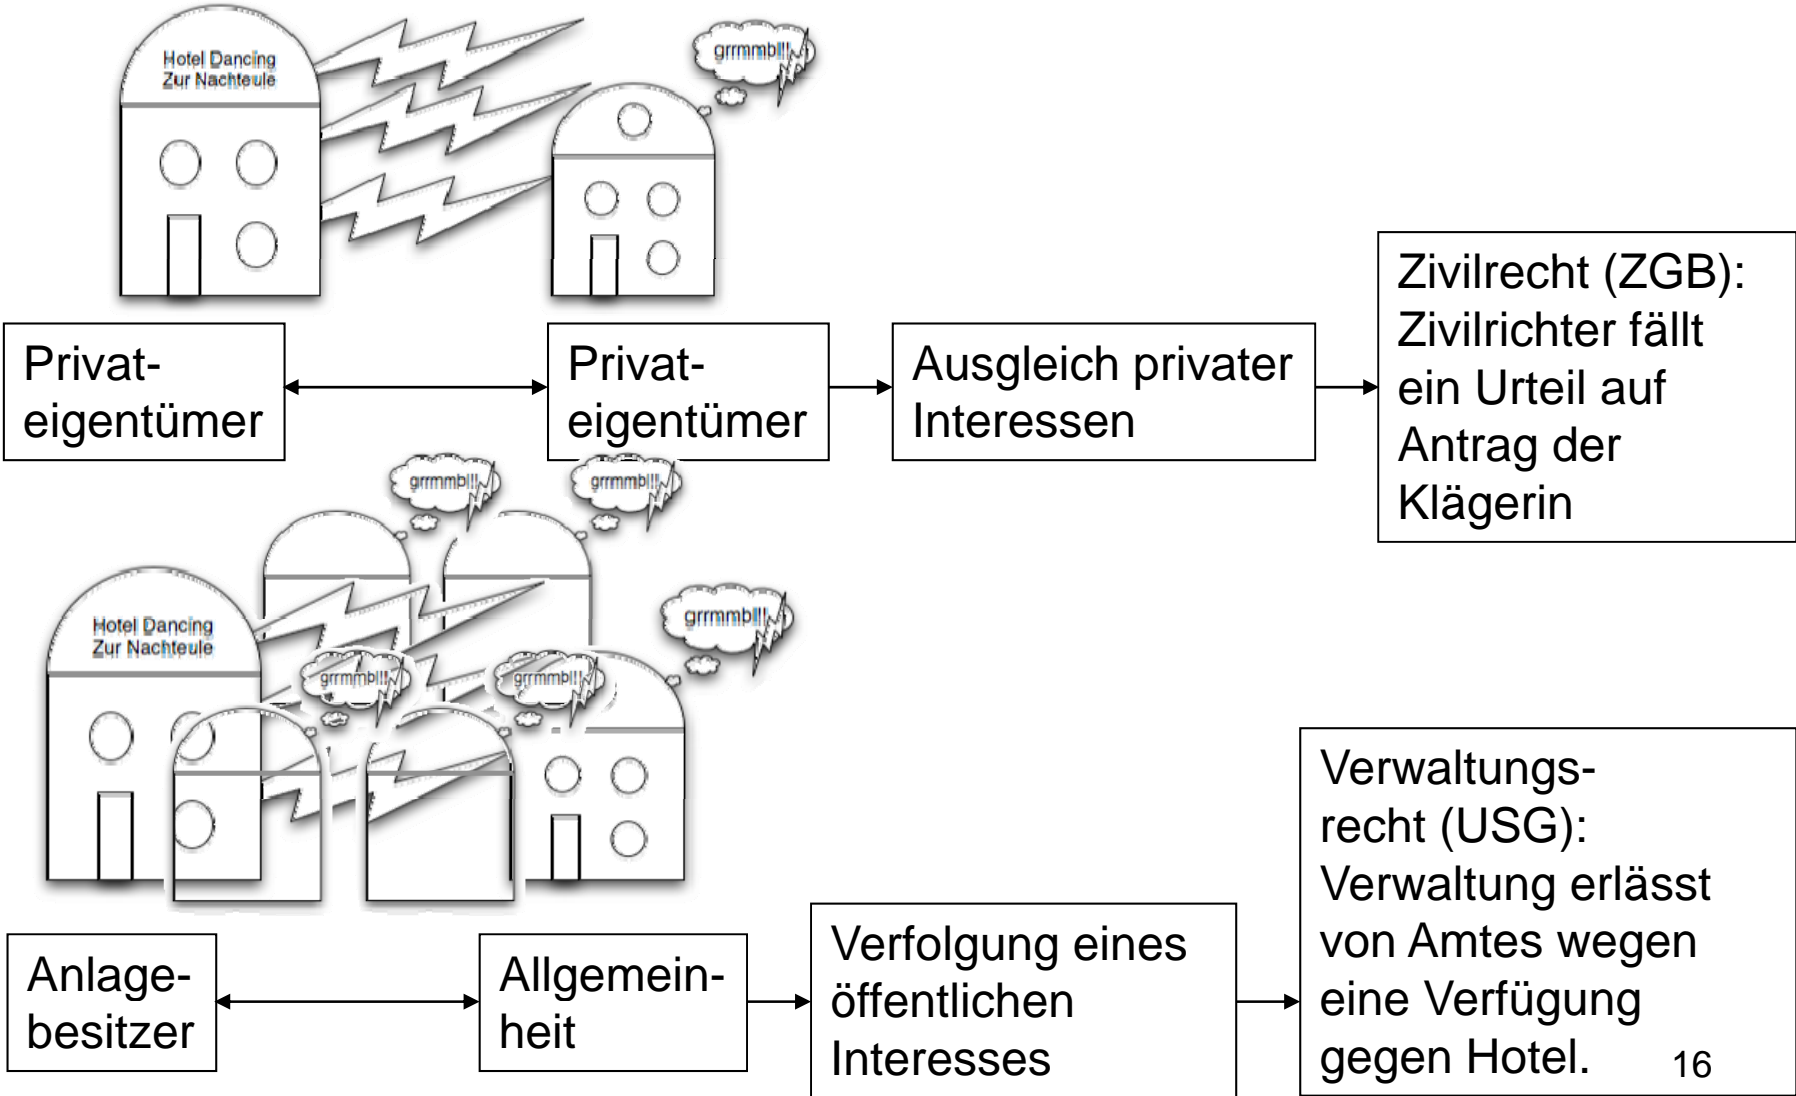 Hotel Dancing
Zur Nachteule
grrmmbl!!
Privat-
eigentümer
Privat-
eigentümer
Ausgleich privater
Interessen
Zivilrecht (ZGB):
Zivilrichter fällt
ein Urteil auf
Antrag der
Klägerin
grrmmbl!!
grrmmbl!!
Hotel Dancing
Zur Nachteule
grrmmbl!!
grrmmbl!!
grrmmbl!!
Anlage-
besitzer
Allgemein-
heit
Verfolgung eines
öffentlichen
Interesses
Verwaltungs-
recht (USG):
Verwaltung erlässt
von Amtes wegen
eine Verfügung
gegen Hotel.
16